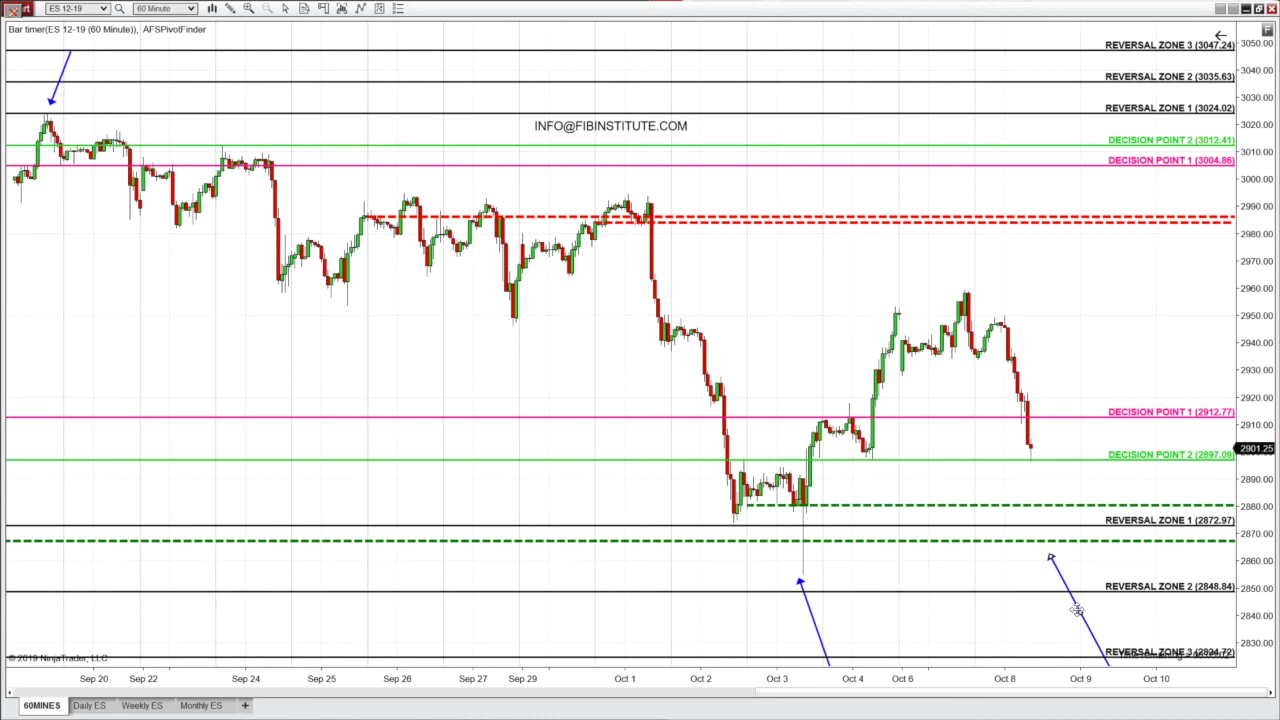 ES 12-19
60 Minute
Bar timer(ES 12-19 (60 Minute)), AFSPivotFinder
F
REVERSAL ZONE 3 (3047.24)
3050.00
3040.00
REVERSAL ZONE 2 (3035.63)
3030.00
REVERSAL ZONE 1 (3024.02)
3020.00
INFO@FIBINSTITUTE.COM
DECISION POINT 2 (3012.41)
3010.00
DECISION POINT 1 (3004.86)
3000.00
2990.00
2980.00
2970.00
2960.00
2950.00
2940.00
2930.00
2920.00
DECISION POINT 1 (2912.77)
2910.00
2901.25
DECISION POINT 2 (2897.09)
2890.00
2880.00
REVERSAL ZONE 1 (2872.97)
2870.00
2860.00
REVERSAL ZONE 2 (2848.84)
2850.00
2840.00
2830.00
REVERSAL ZONE 3 (2824.72)
© 2019 NinjaTrader, LLC
Sep 20 Sep 22 Sep 24 Sep 25 Sep 26 Sep 27 Sep 29 Oct 1 Oct 2 Oct 3 Oct 4 Oct 6 Oct 8 Oct 9 Oct 10
60MINES Daily ES Weekly ES Monthly ES +